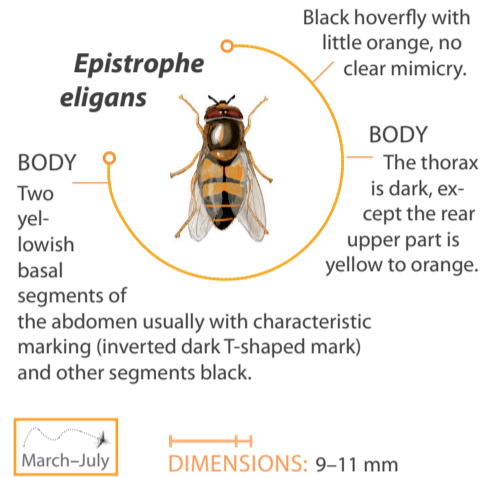 Epistrophe
eligans
Black hoverfly with
little orange, no
clear mimicry.
BODY
The thorax
is dark, ex-
cept the rear
upper part is
yellow to orange.
BODY
Two
yel-
lowish
basal
segments of
the abdomen usually with characteristic
marking (inverted dark T-shaped mark)
and other segments black.
March–July
DIMENSIONS: 9–11 mm